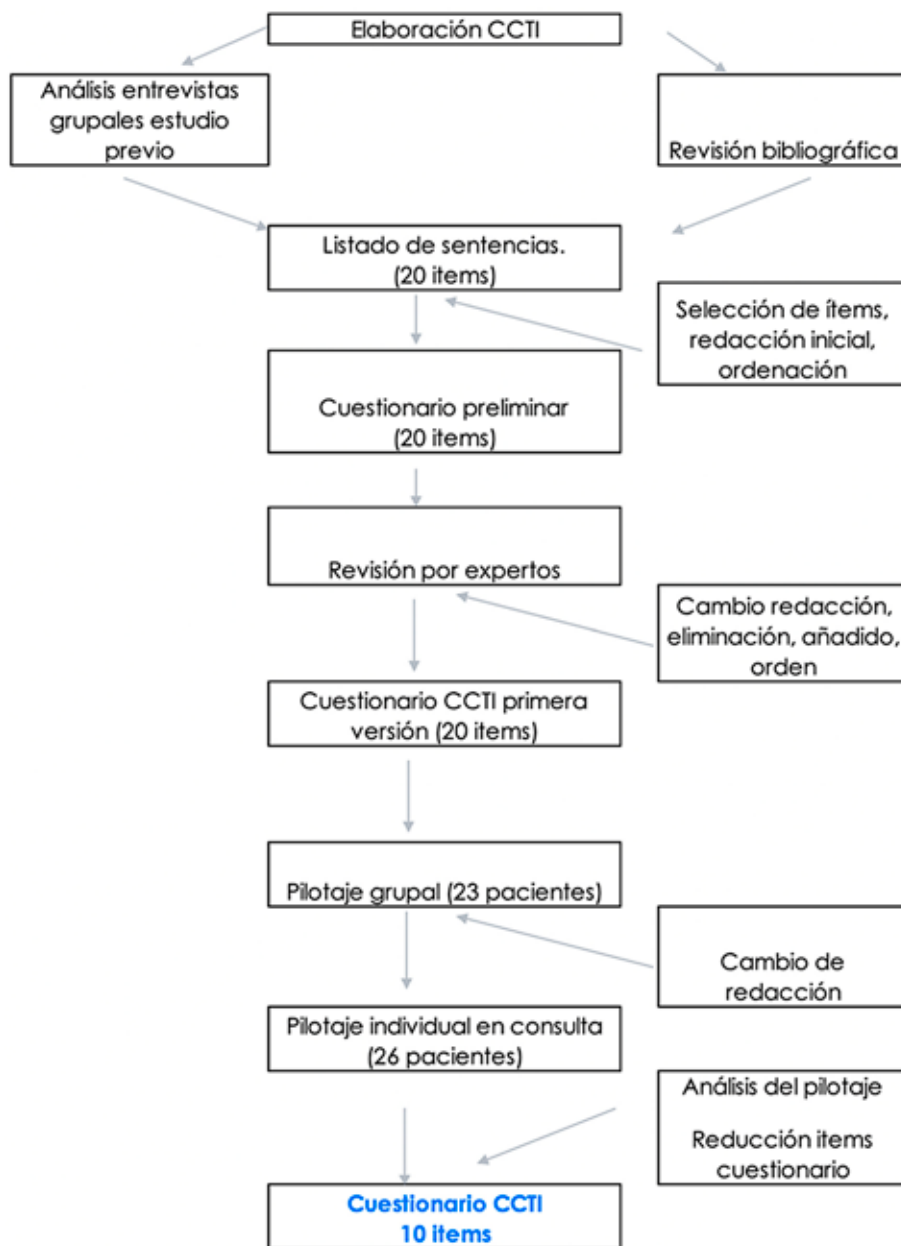 Elaboración CCTI
Análisis entrevistas
grupales estudio
previo
Revisión bibliográfica
Listado de sentencias.
(20 items)
Selección de ítems,
redacción inicial,
ordenación
Cuestionario preliminar
(20 items)
Revisión por expertos
Cambio redacción,
eliminación, añadido,
orden
Cuestionario CCTI primera
versión (20 items)
Pilotaje grupal (23 pacientes)
Cambio de
redacción
Pilotaje individual en consulta
(26 pacientes)
Análisis del pilotaje
Reducción items
cuestionario
Cuestionario CCTI
10 items